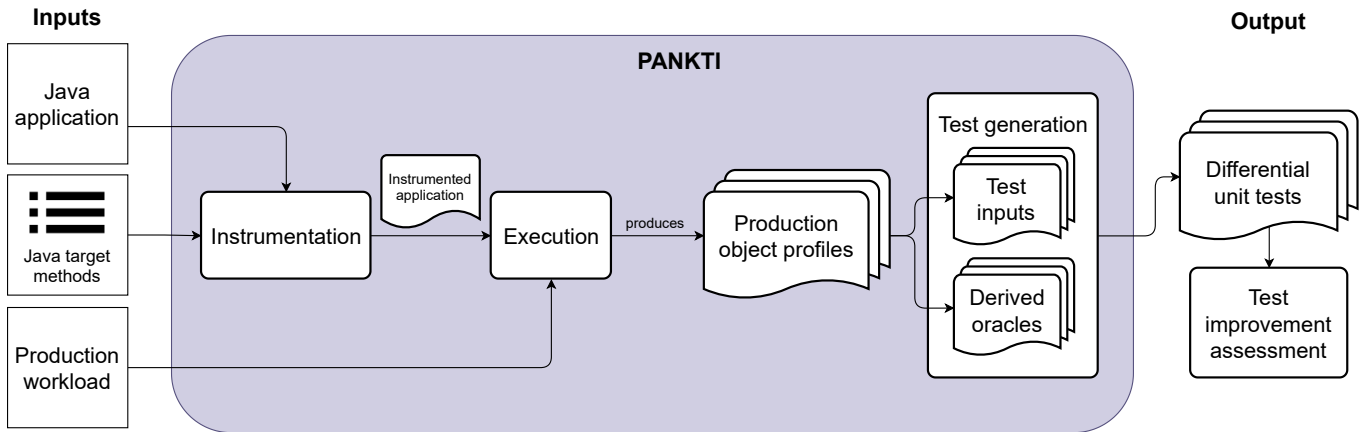 Inputs
Output
PANKTI
Java
application
Java target
methods
Production
workload
Instrumentation
Instrumented
application
Execution
produces
Production
object profiles
Test generation
Test
inputs
Derived
oracles
Differential
unit tests
Test
improvement
assessment